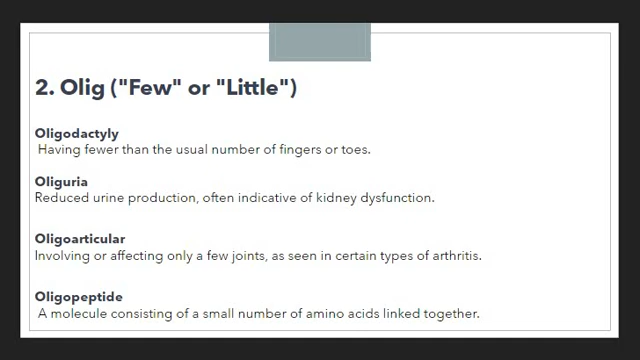 2. Olig ("Few" or "Little")
Oligodactyly
Having fewer than the usual number of fingers or toes.
Oliguria
Reduced urine production, often indicative of kidney dysfunction.
Oligoarticular
Involving or affecting only a few joints, as seen in certain types of arthritis.
Oligopeptide
A molecule consisting of a small number of amino acids linked together.